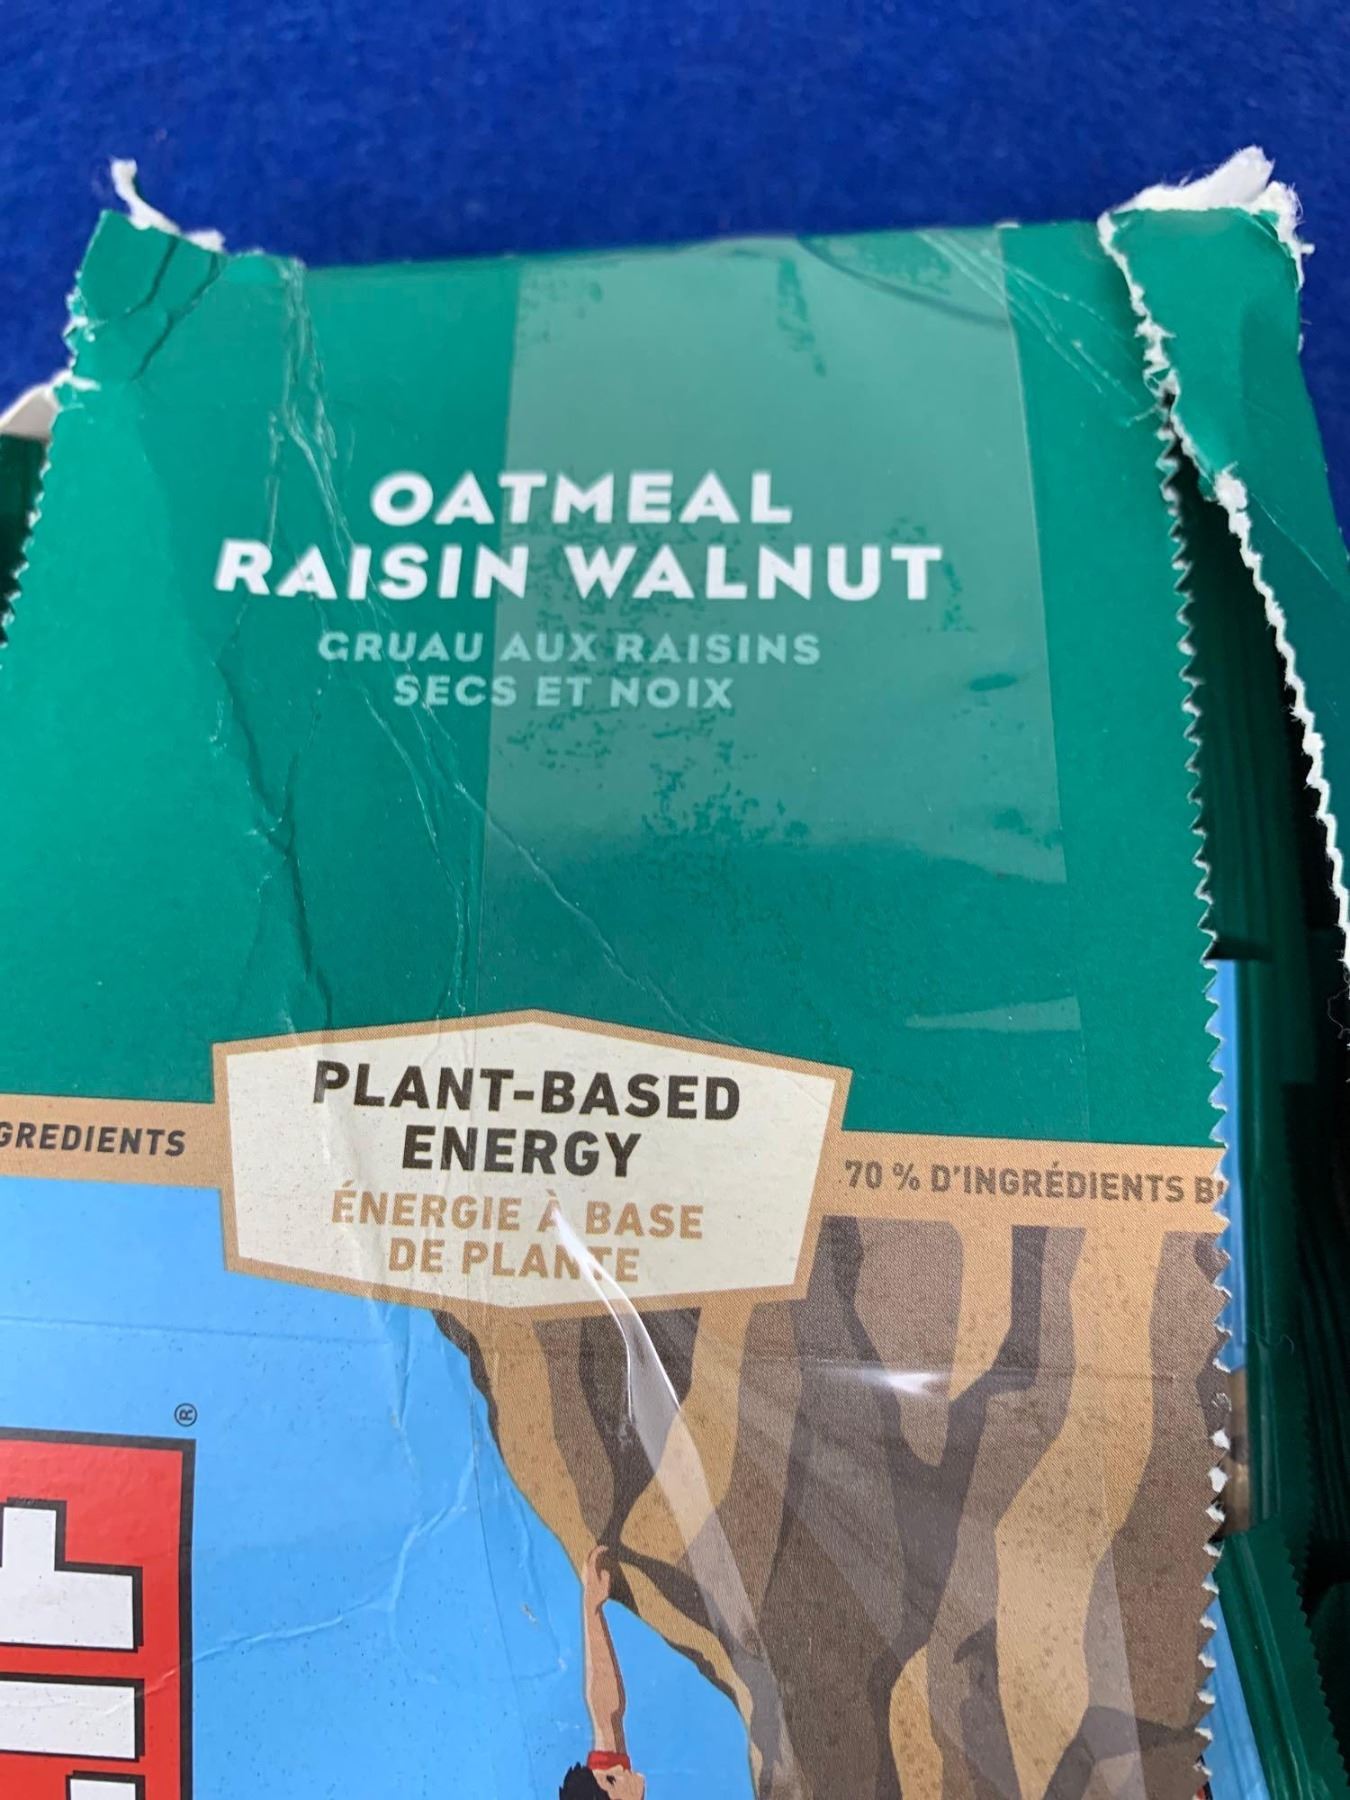 OATMEAL
RAISIN WALNUT
GRUAU AUX RAISINS
SECS ET NOIX
PLANT-BASED
ENERGY
ÉNERGIE À BASE
DE PLANTE
GREDIENTS
70 % D'INGRÉDIENTS B
®